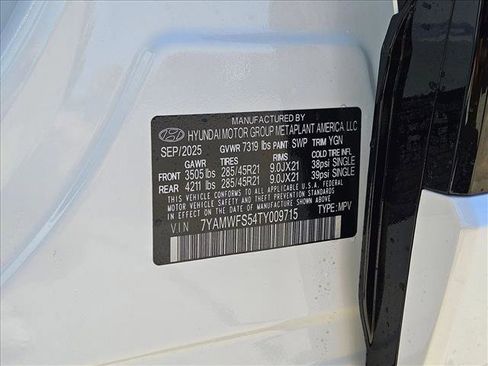 MANUFACTURED BY
HYUNDAI MOTOR GROUP METAPLANT AMERICA, LLC
SEP/2025 GVWR 7319 lbs PAINT SWP TRIM YGN
GAWR TIRES RIMS COLD TIRE INFL
FRONT 3505 lbs 285/45R21 9.0JX21 38psi SINGLE
REAR 4211 lbs 285/45R21 9.0JX21 39psi SINGLE
THIS VEHICLE CONFORMS TO ALL APPLICABLE U.S.A. FEDERAL
MOTOR VEHICLE SAFETY AND THEFT PREVENTION STANDARDS
IN EFFECT ON THE DATE OF MANUFACTURE SHOWN ABOVE.
VIN 7YAMWFS54TY009715 TYPE: MPV